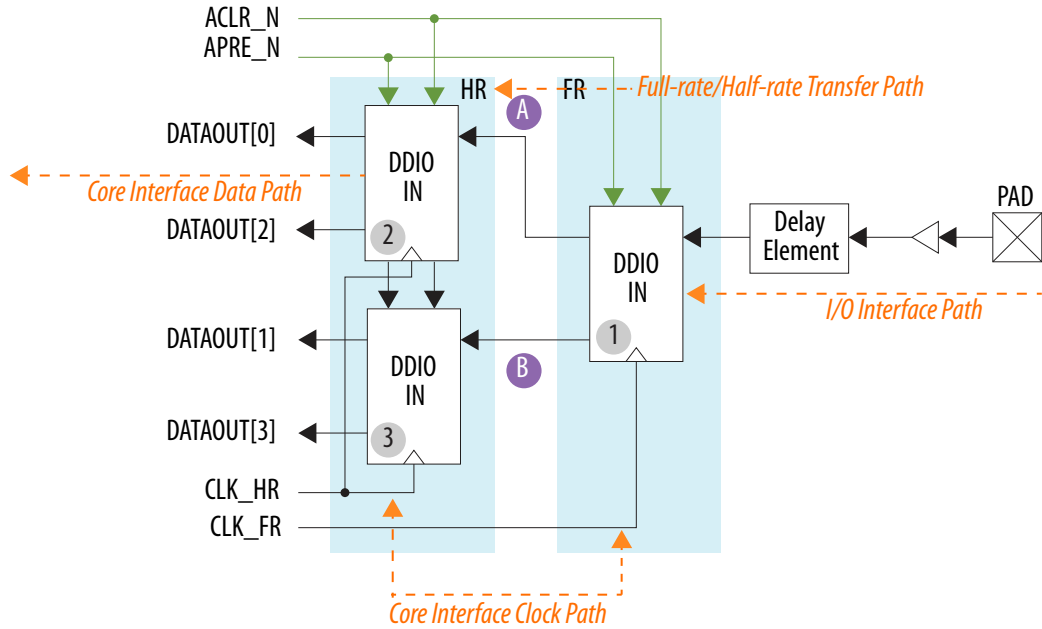 ACLR_N
APRE_N
HR
FR
Full-rate/Half-rate Transfer Path
A
DATAOUT[0]
DDIO
IN
Core Interface Data Path
DATAOUT[2]
2
PAD
Delay
Element
DDIO
IN
I/O Interface Path
1
DATAOUT[1]
DDIO
IN
B
DATAOUT[3]
3
CLK_HR
CLK_FR
Core Interface Clock Path